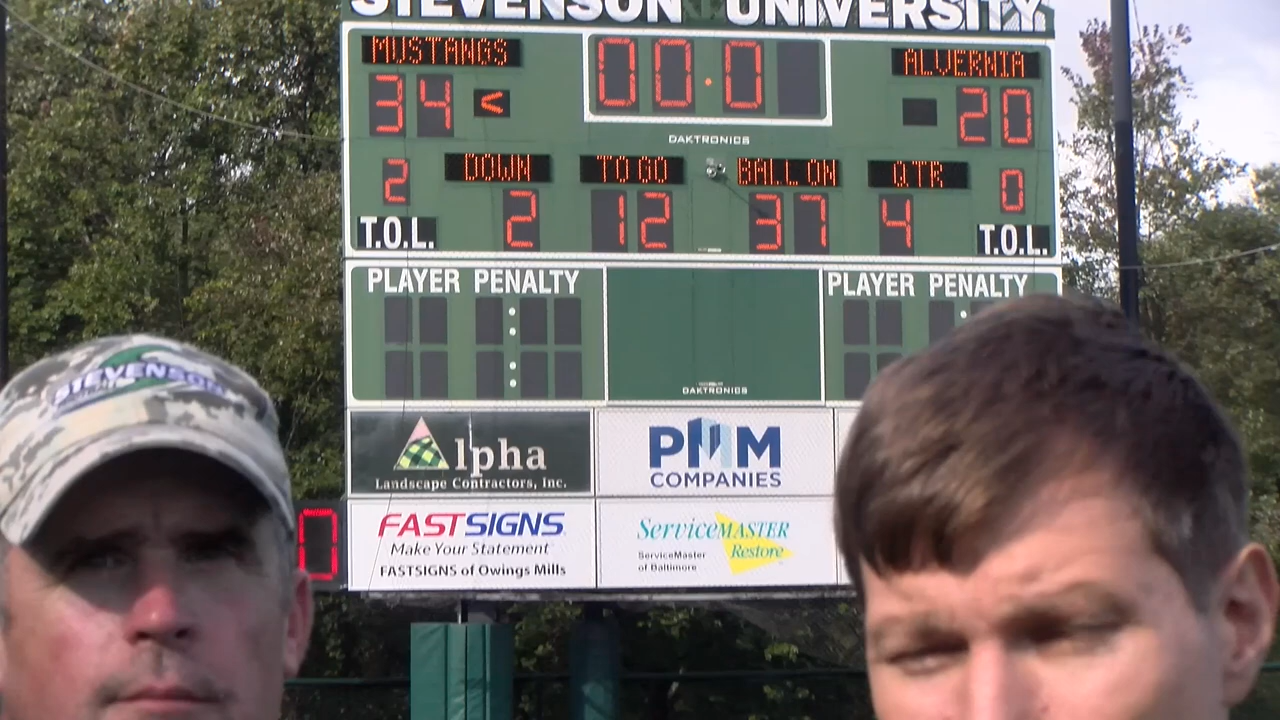 STEVENSON UNIVERSITY
MUSTANGS 00.0 ALVERNIA
34 < 20
DAKTRONICS
2 DOWN TO GO BALL ON QTR 0
T.O.L. 2 12 37 4 T.O.L.
PLAYER PENALTY PLAYER PENALTY
: :
DAKTRONICS
STEVENSON
Alpha
Landscape Contractors, Inc.
PMM
COMPANIES
0
FASTSIGNS
Make Your Statement
FASTSIGNS of Owings Mills
ServiceMASTER
Restore
ServiceMaster
of Baltimore